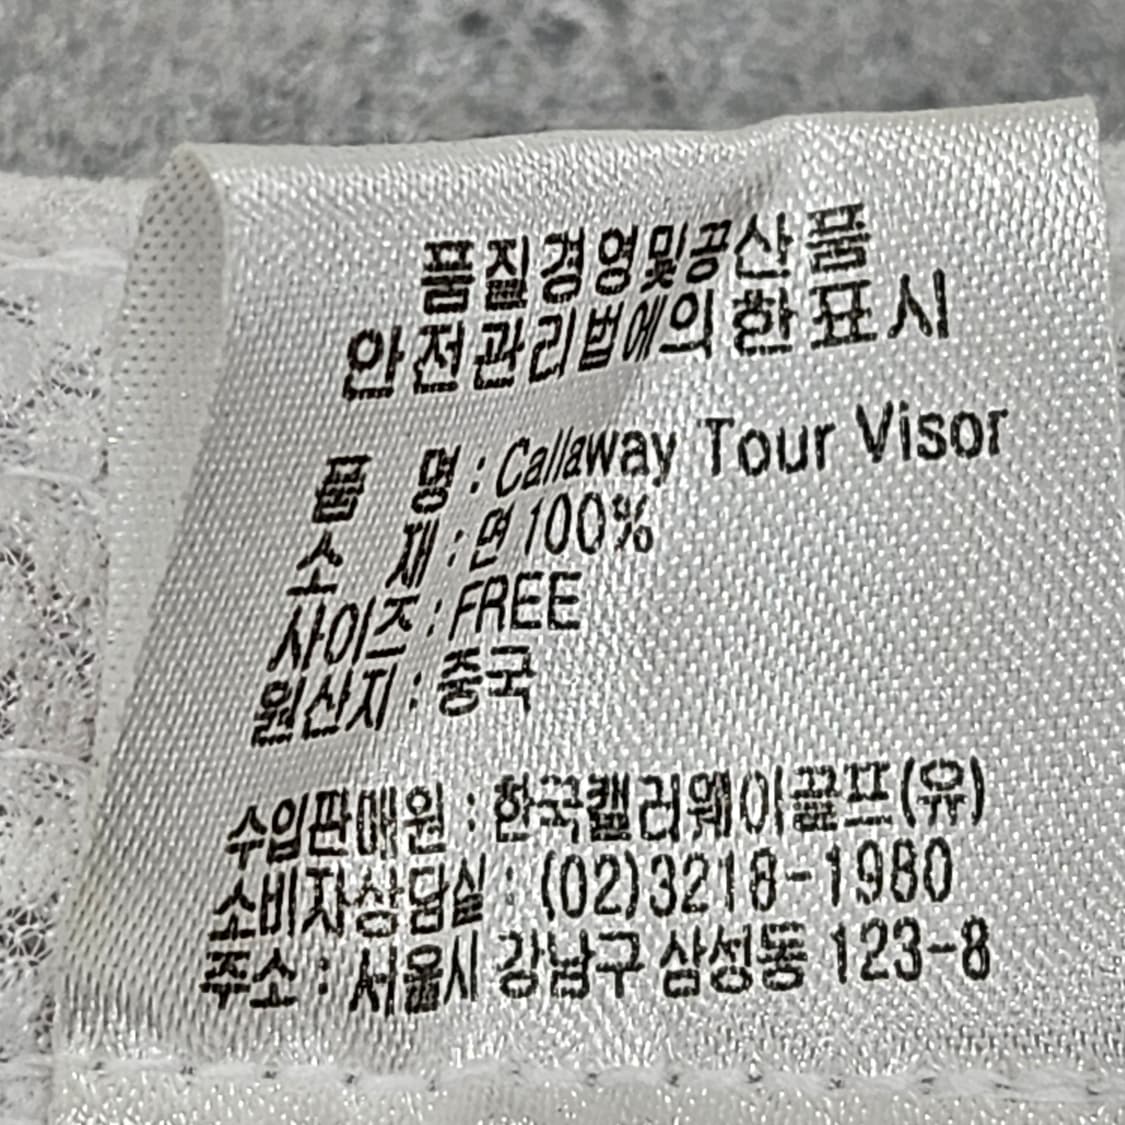 품질경영및공산품
안전관리법에의한표시
품 명 : Callaway Tour Visor
소 재 : 면100%
사이즈 : FREE
원산지 : 중국
수입판매원 : 한국캘러웨이골프(유)
소비자상담실 : (02)3218-1980
주소 : 서울시 강남구 삼성동 123-8